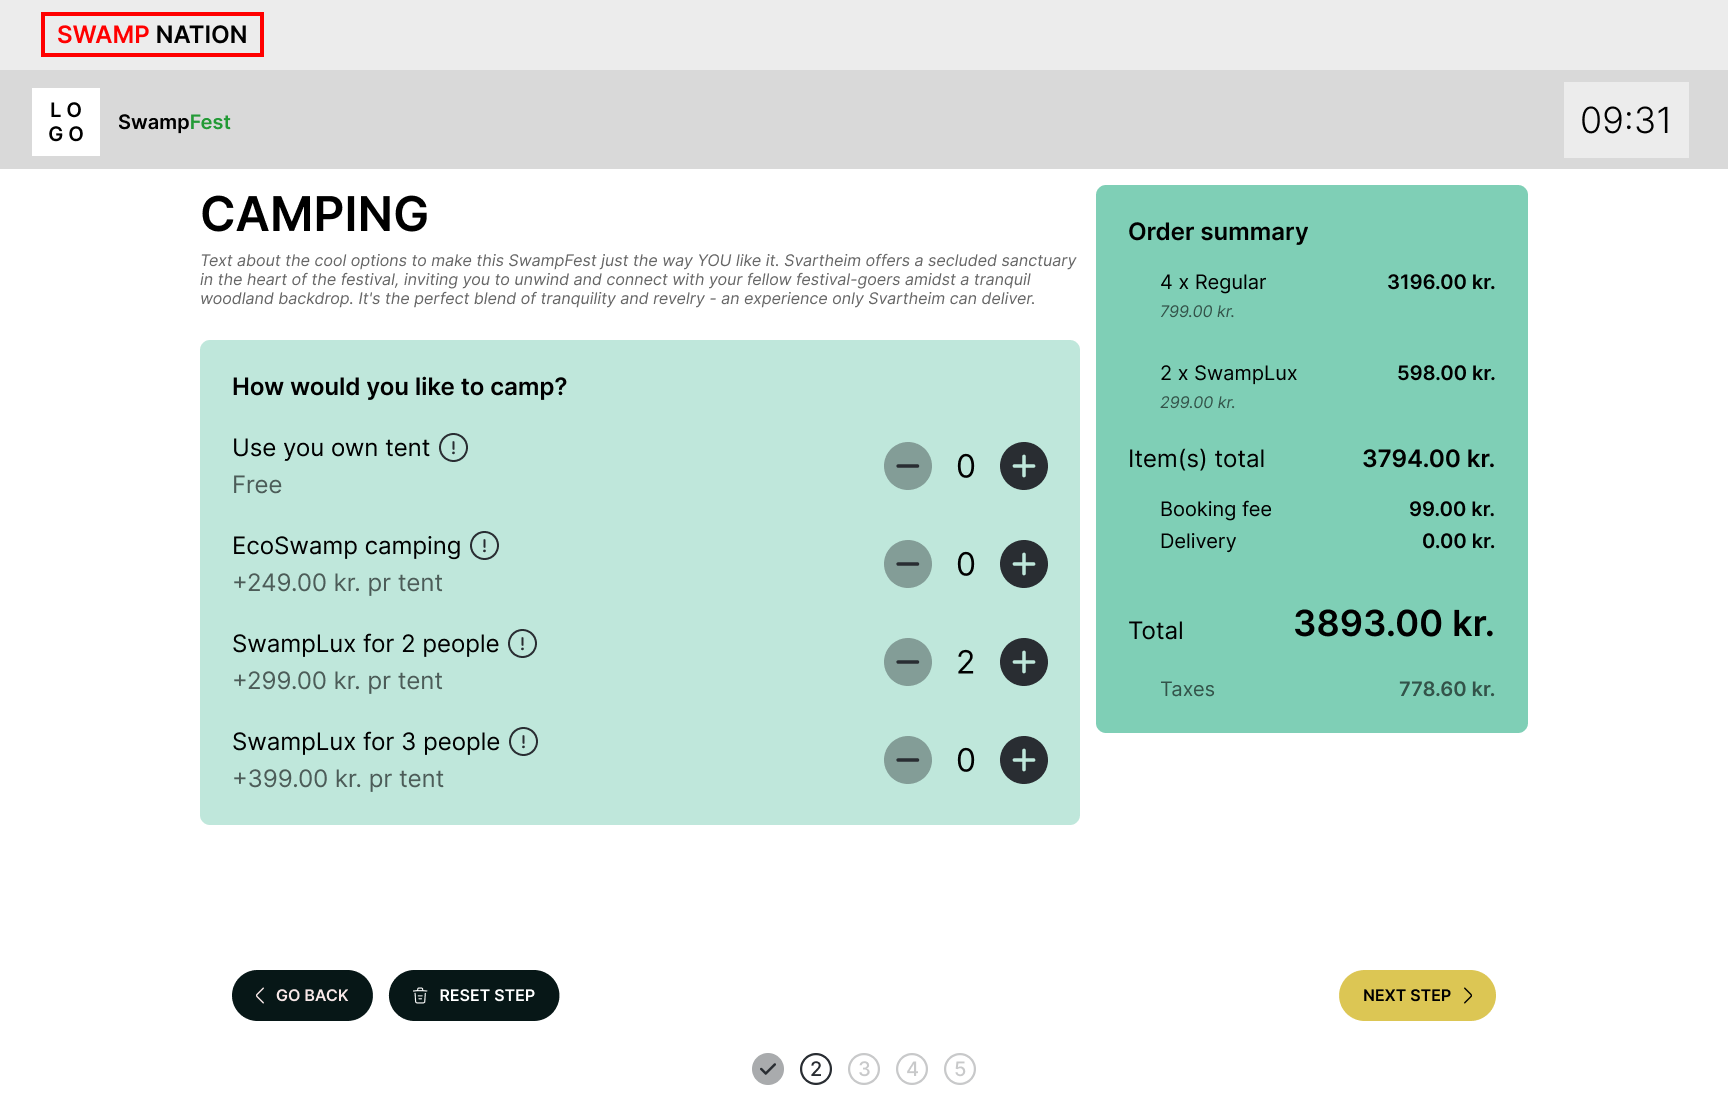 SWAMP NATION
LO
GO
SwampFest
09:31
CAMPING
Text about the cool options to make this SwampFest just the way YOU like it. Svartheim offers a secluded sanctuary
in the heart of the festival, inviting you to unwind and connect with your fellow festival-goers amidst a tranquil
woodland backdrop. It's the perfect blend of tranquility and revelry - an experience only Svartheim can deliver.
How would you like to camp?
Use you own tent
Free
0
EcoSwamp camping
+249.00 kr. pr tent
0
SwampLux for 2 people
+299.00 kr. pr tent
2
SwampLux for 3 people
+399.00 kr. pr tent
0
Order summary
4 x Regular 3196.00 kr.
799.00 kr.
2 x SwampLux 598.00 kr.
299.00 kr.
Item(s) total 3794.00 kr.
Booking fee 99.00 kr.
Delivery 0.00 kr.
Total 3893.00 kr.
Taxes 778.60 kr.
GO BACK RESET STEP NEXT STEP
2 3 4 5